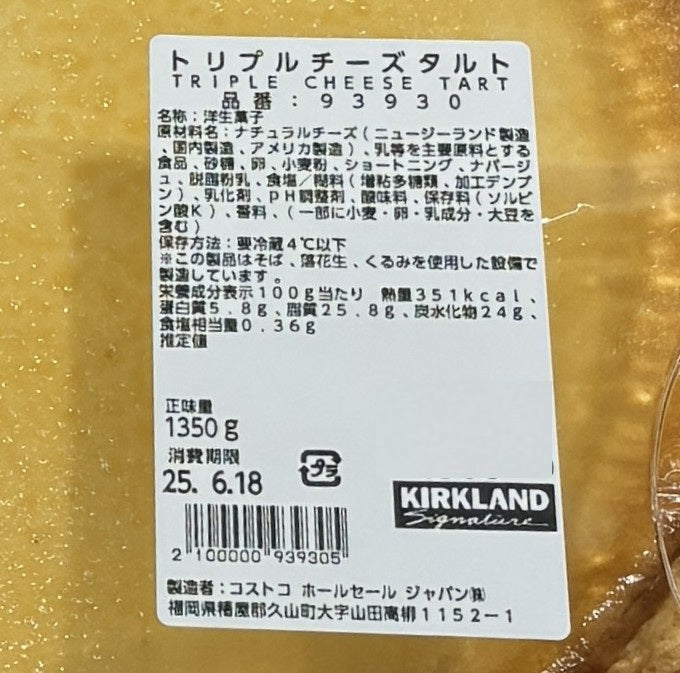 トリプルチーズタルト
TRIPLE CHEESE TART
品番:93930
名称:洋生菓子
原材料名:ナチュラルチーズ(ニュージーランド製造
、国内製造、アメリカ製造)、乳等を主要原料とする
食品、砂糖、卵、小麦粉、ショートニング、ナパージ
ュ、脱脂粉乳、食塩/糊料(増粘多糖類、加工デンプ
ン)、乳化剤、pH調整剤、酸味料、保存料(ソルビ
ン酸K)、香料、(一部に小麦・卵・乳成分・大豆を
含む)
保存方法:要冷蔵4℃以下
※この製品はそば、落花生、くるみを使用した設備で
製造しています。
栄養成分表示100g当たり 熱量351kcal、
蛋白質5.8g、脂質25.8g、炭水化物24g、
食塩相当量0.36g
推定値
正味量
1350g
消費期限
25. 6.18
プラ
KIRKLAND
Signature
2 100000 939305
製造者:コストコ ホールセール ジャパン㈱
福岡県糟屋郡久山町大字山田高柳1152-1